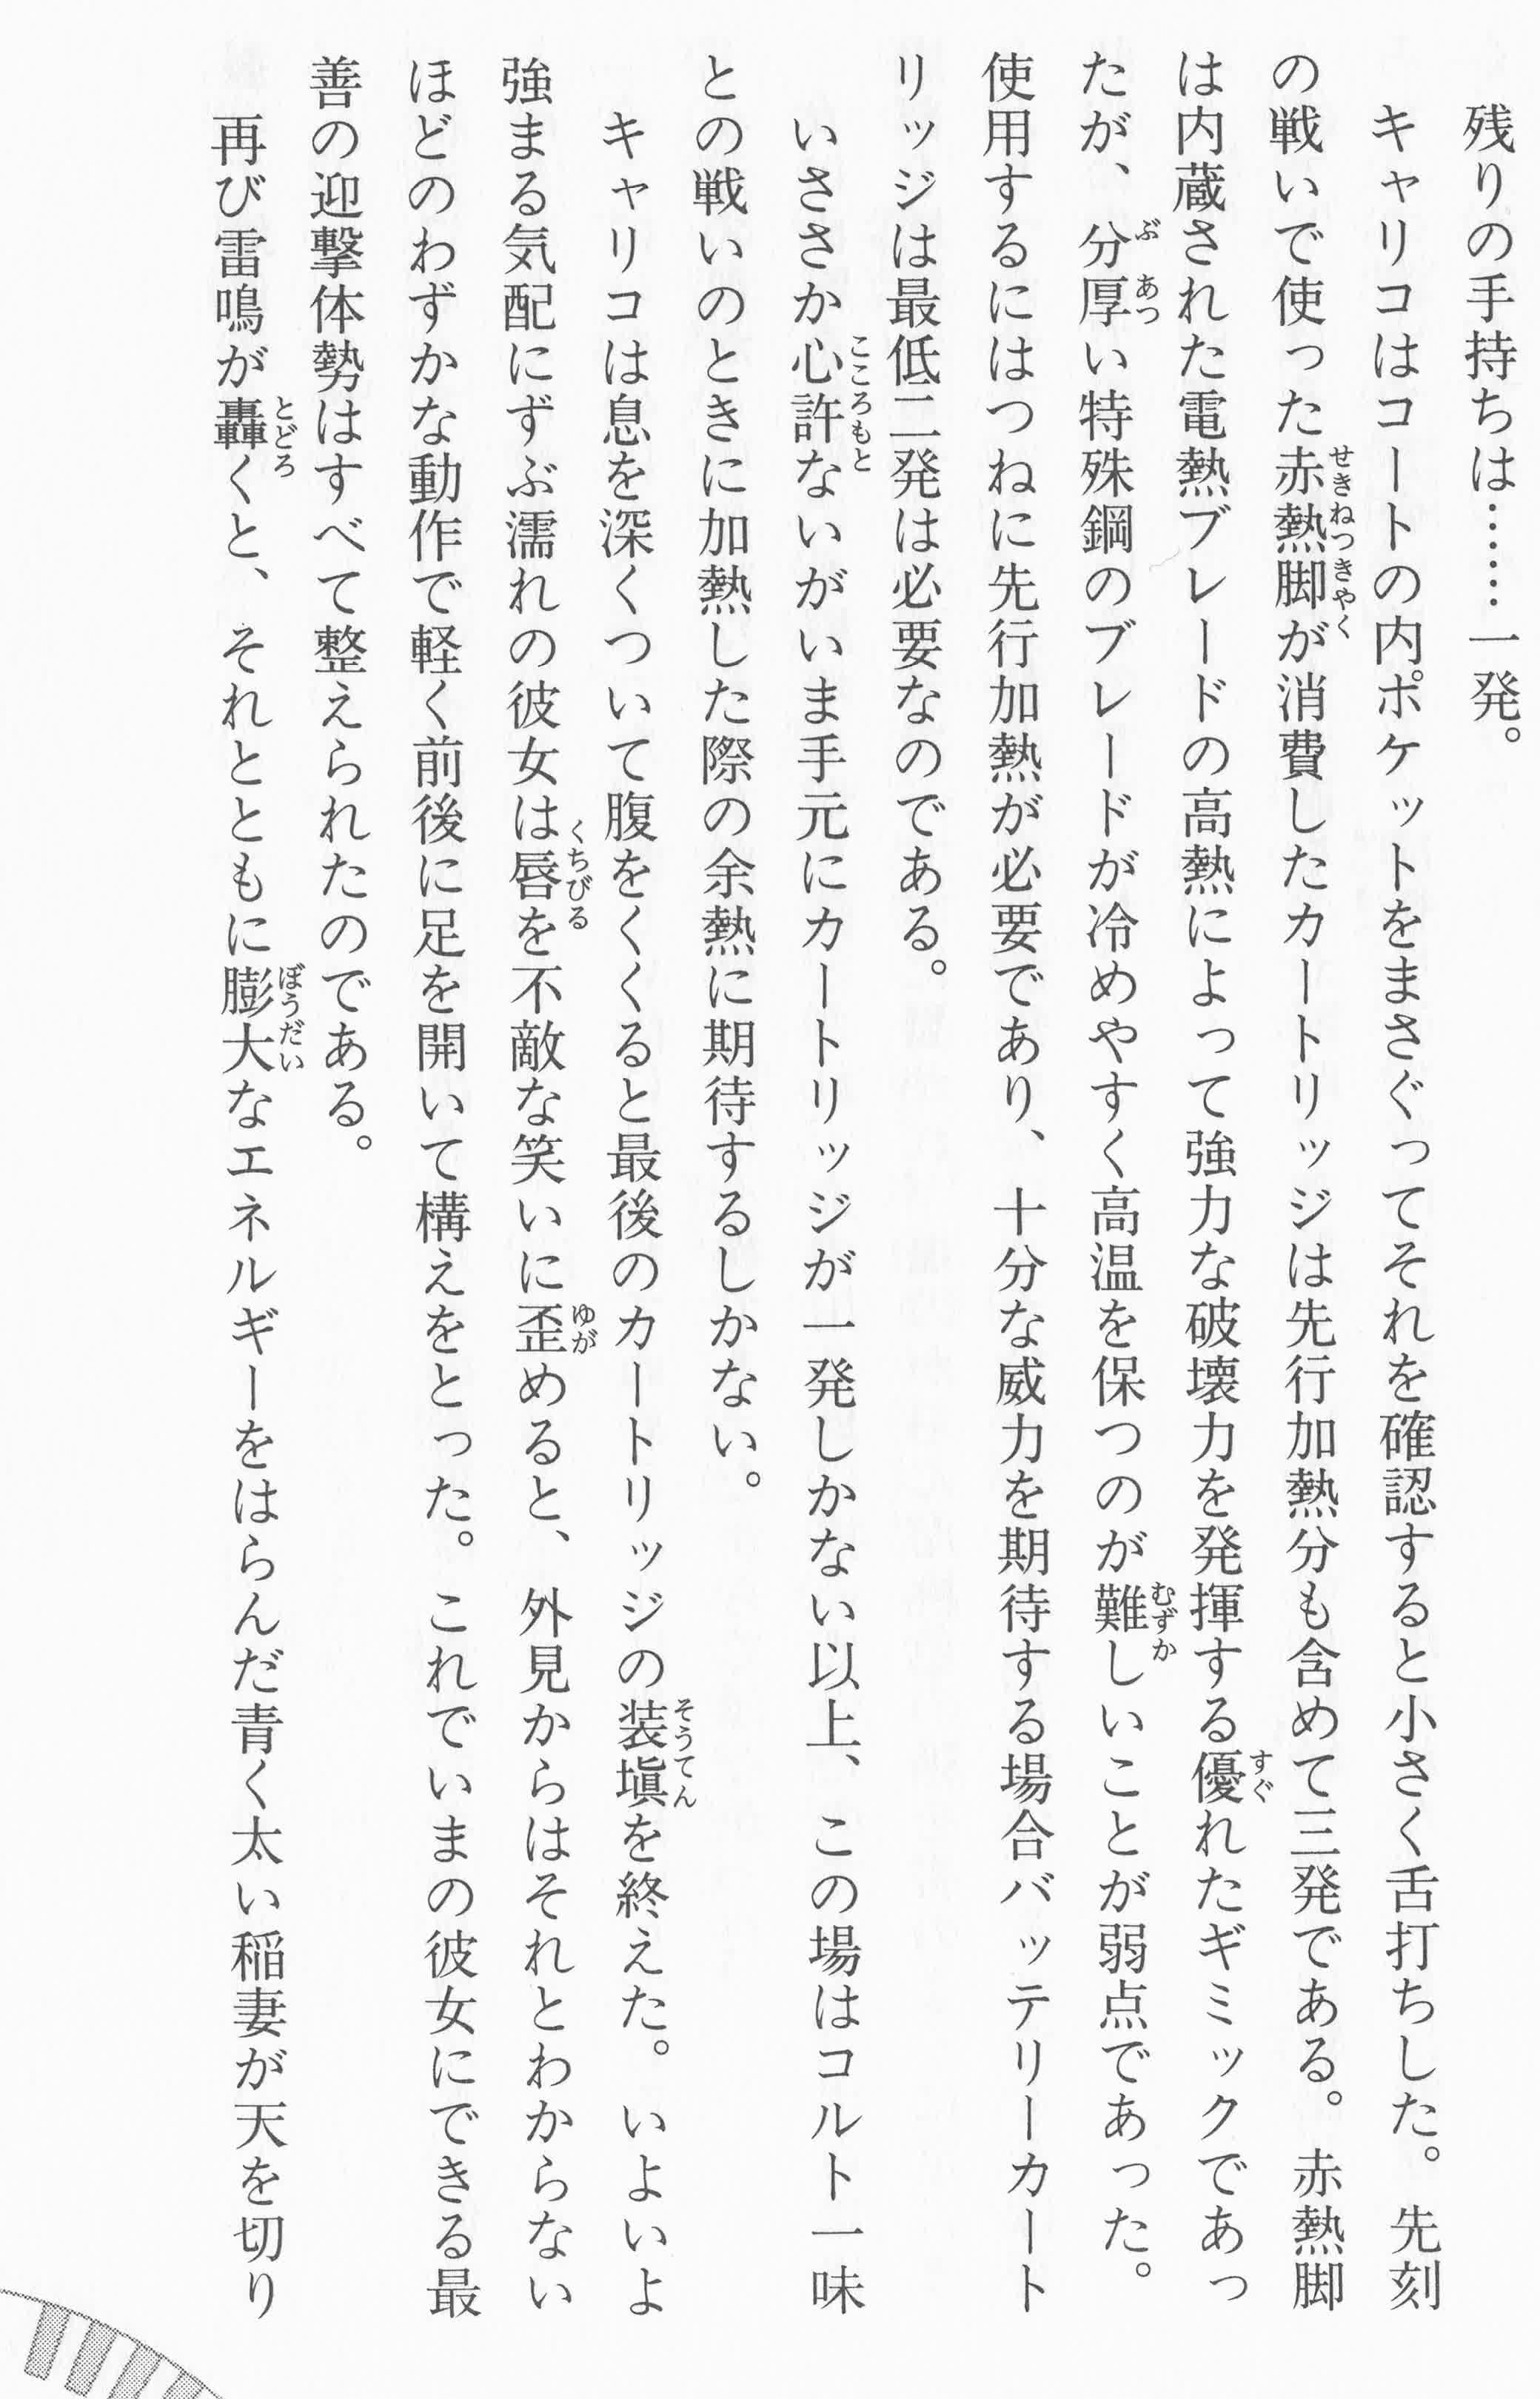 残りの手持ちは……一発。
キャリコはコートの内ポケットをまさぐってそれを確認すると小さく舌打ちした。先刻
の戦いで使った赤熱脚が消費したカートリッジは先行加熱分も含めて三発である。赤熱脚
は内蔵された電熱ブレードの高熱によって強力な破壊力を発揮する優れたギミックであっ
たが、分厚い特殊鋼のブレードが冷めやすく高温を保つのが難しいことが弱点であった。
使用するにはつねに先行加熱が必要であり、十分な威力を期待する場合バッテリーカート
リッジは最低二発は必要なのである。
いささか心許ないがいま手元にカートリッジが一発しかない以上、この場はコルト一味
との戦いのときに加熱した際の余熱に期待するしかない。
キャリコは息を深くついて腹をくくると最後のカートリッジの装塡を終えた。いよいよ
強まる気配にずぶ濡れの彼女は唇を不敵な笑いに歪めると、外見からはそれとわからない
ほどのわずかな動作で軽く前後に足を開いて構えをとった。これでいまの彼女にできる最
善の迎撃体勢はすべて整えられたのである。
再び雷鳴が轟くと、それとともに膨大なエネルギーをはらんだ青く太い稲妻が天を切り